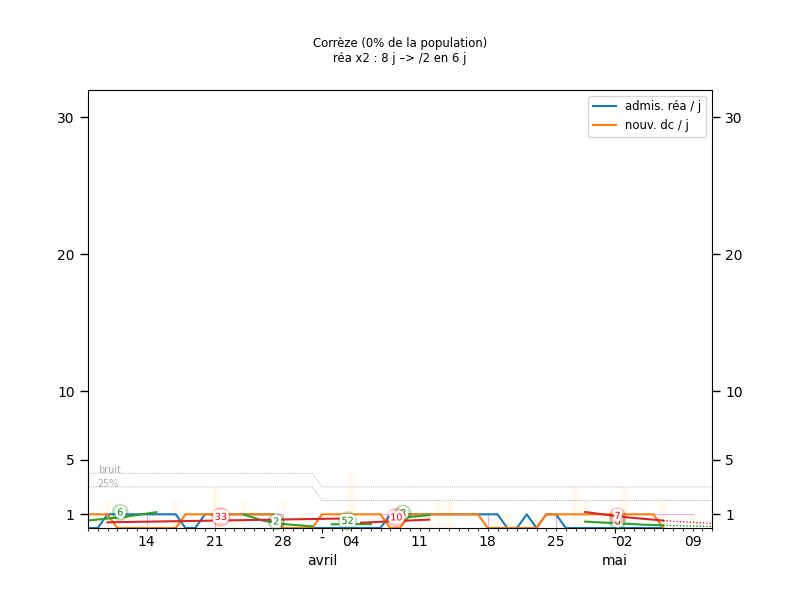 Corrèze (0% de la population)
réa x2 : 8 j –> /2 en 6 j
admis. réa / j
nouv. dc / j
30 30
20 20
10 10
5 5
bruit
25%
1 1
6 33 2 52 10 7
14 21 28 - 04 11 18 25 -02 09
avril mai